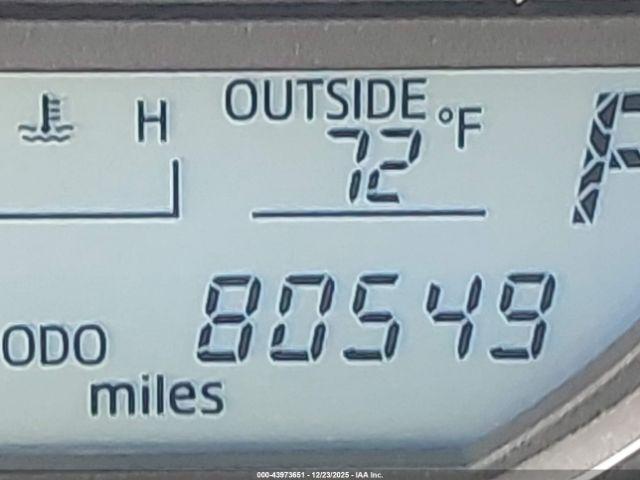 H OUTSIDE °F
72
ODO 80549
miles
000-43973651 - 12/23/2025 - IAA Inc.